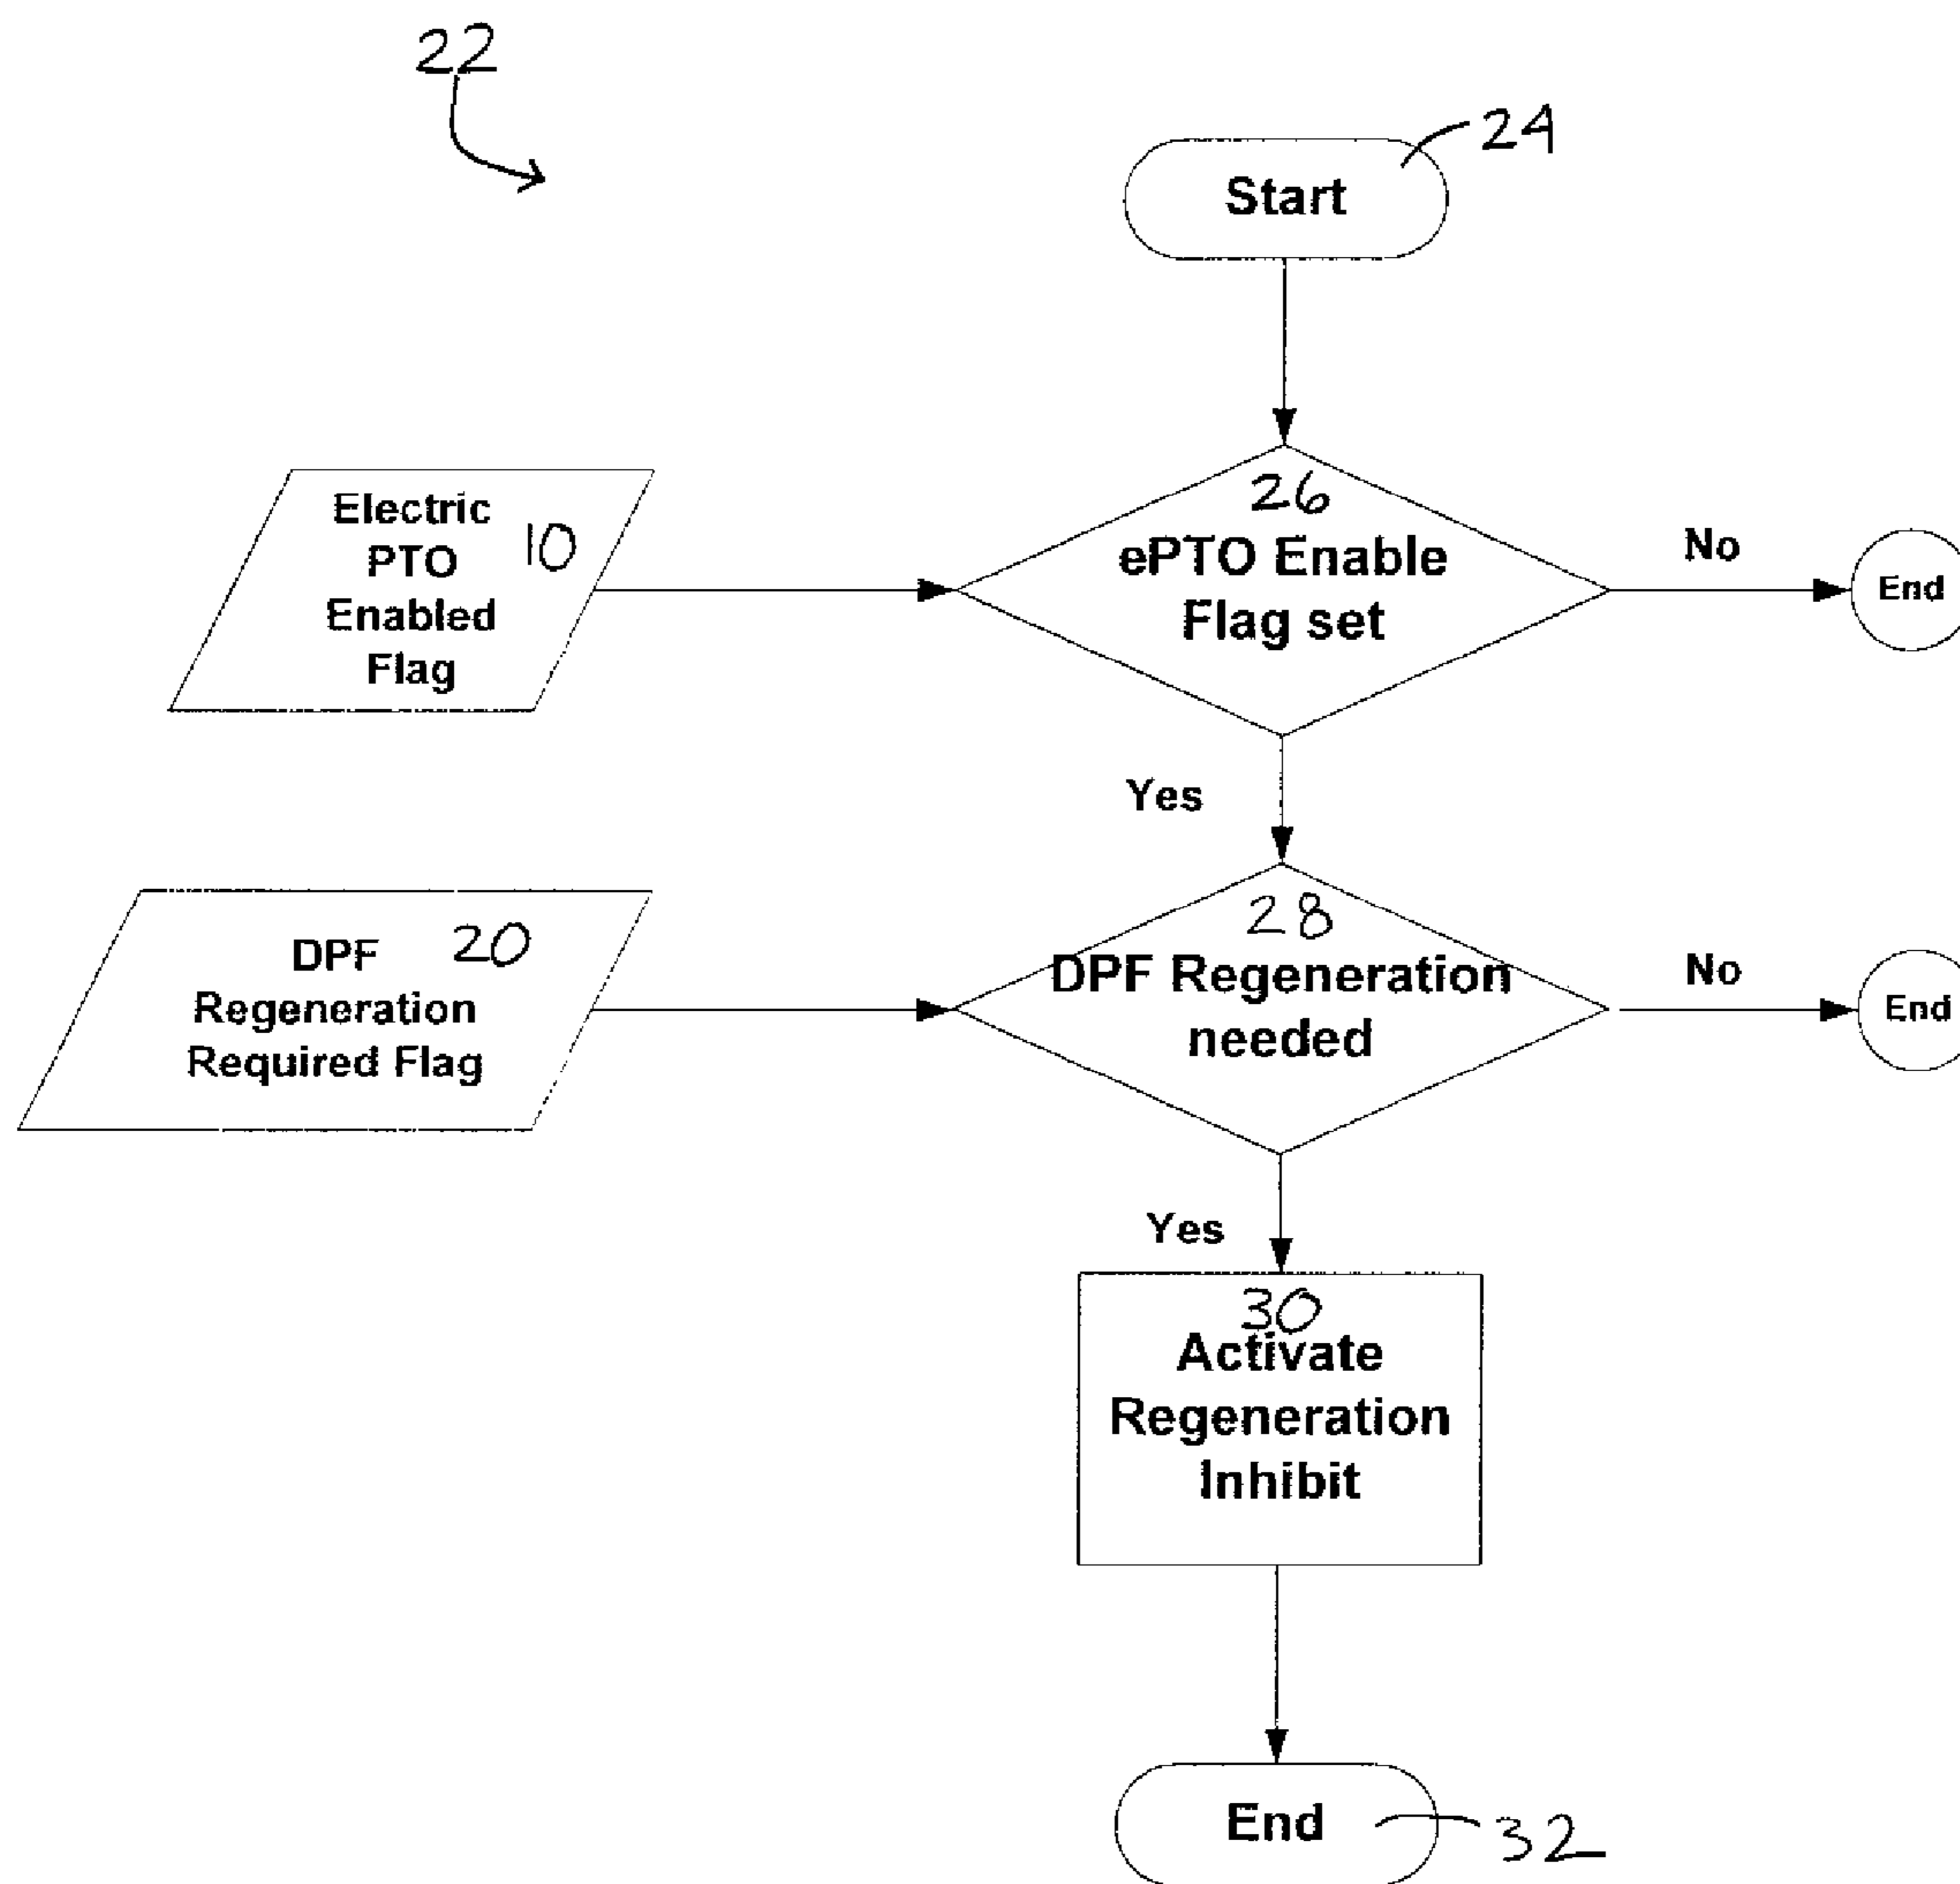 22
24
Start
Electric
PTO
Enabled
Flag
10
26
ePTO Enable
Flag set
No
End
Yes
DPF
Regeneration
Required Flag
20
28
DPF Regeneration
needed
No
End
Yes
30
Activate
Regeneration
Inhibit
End
32